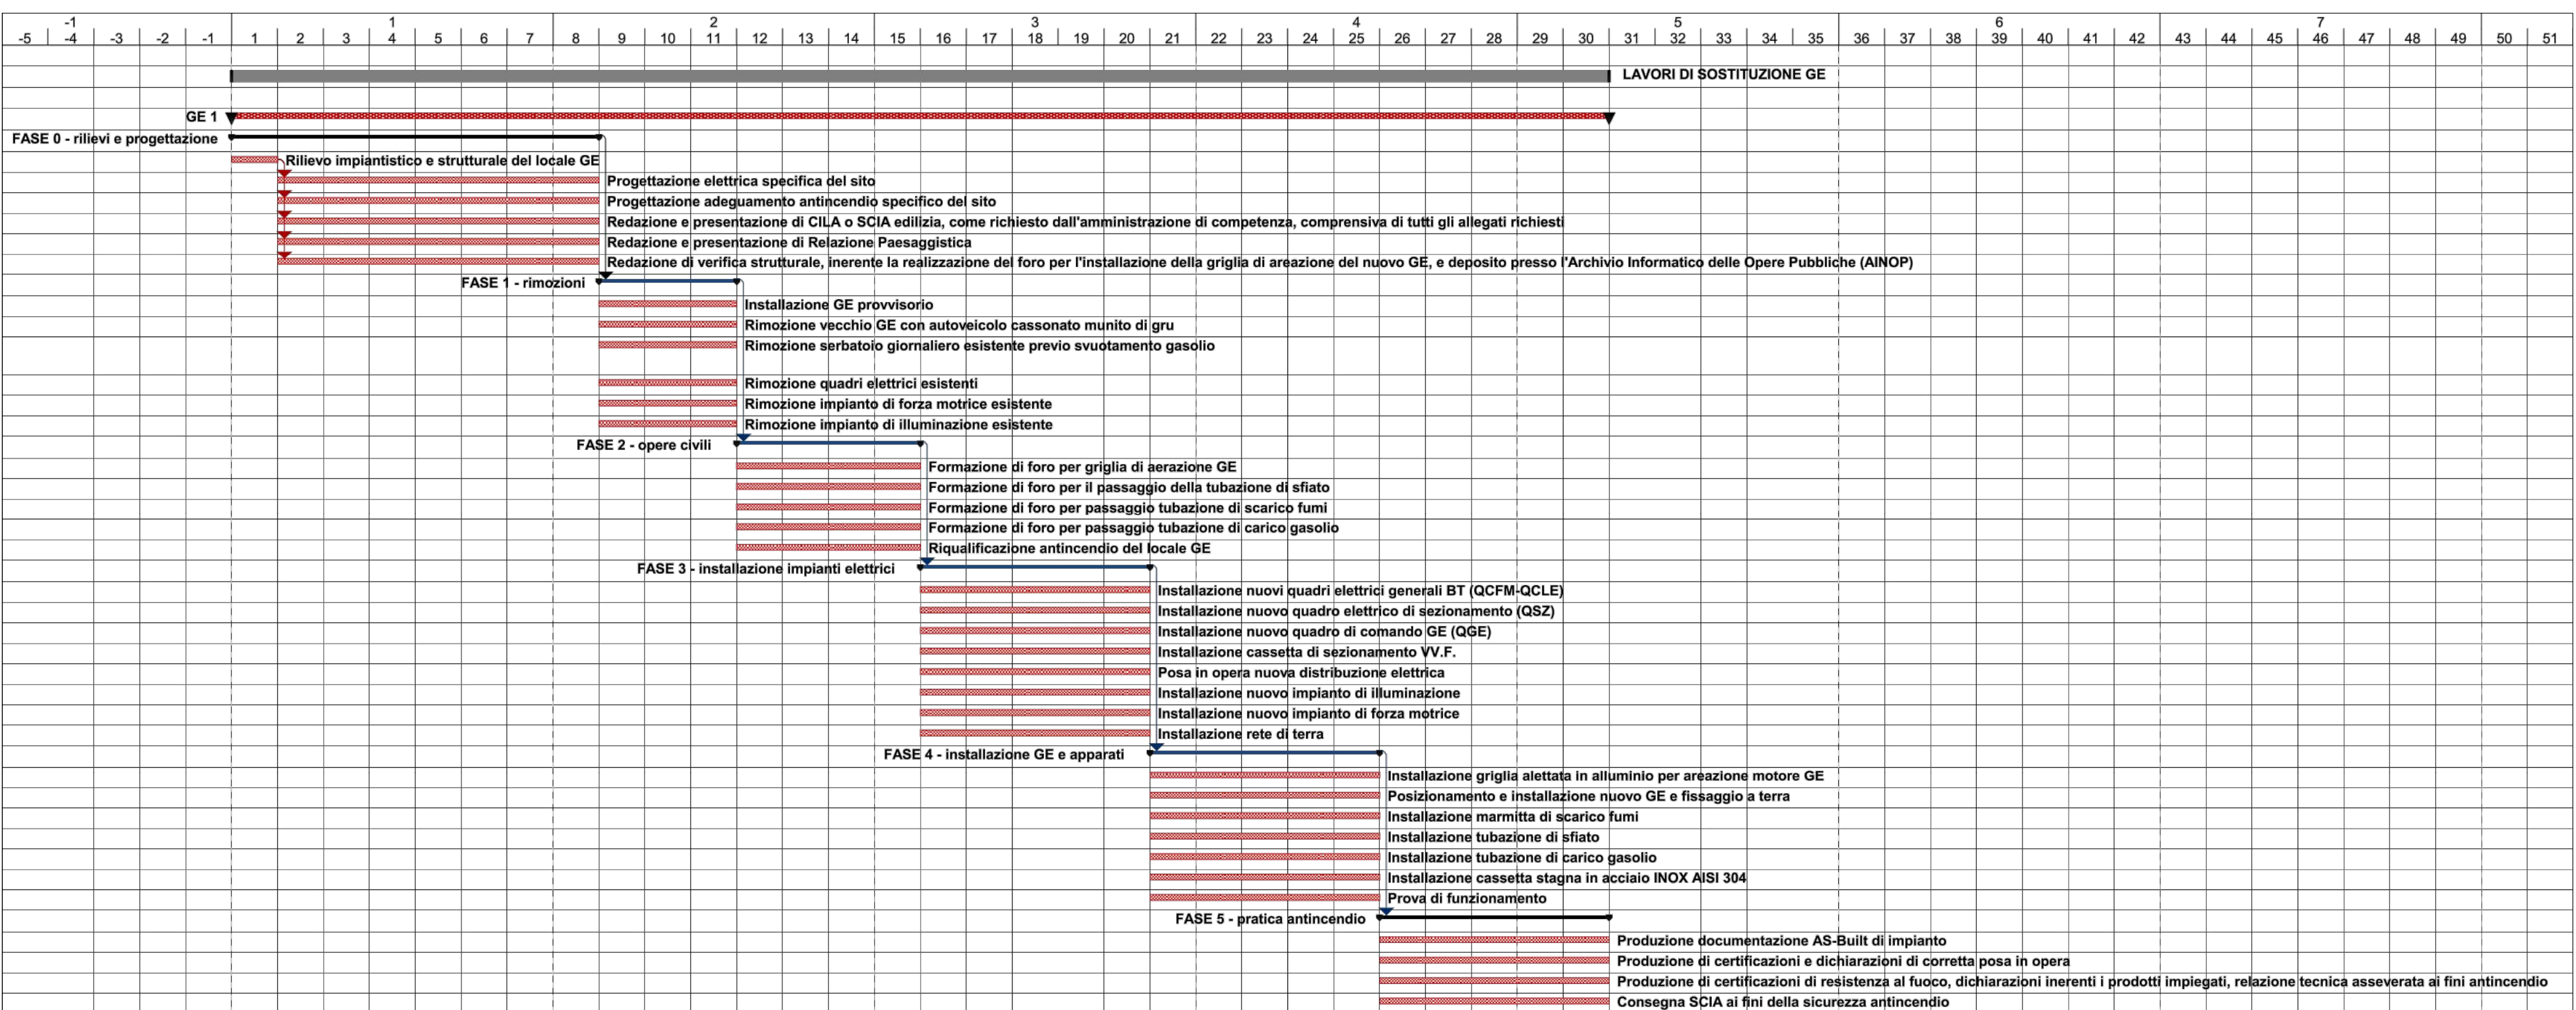 -1 1 2 3 4 5 6 7
-5 -4 -3 -2 -1 1 2 3 4 5 6 7 8 9 10 11 12 13 14 15 16 17 18 19 20 21 22 23 24 25 26 27 28 29 30 31 32 33 34 35 36 37 38 39 40 41 42 43 44 45 46 47 48 49 50 51
LAVORI DI SOSTITUZIONE GE
GE 1
FASE 0 - rilievi e progettazione
Rilievo impiantistico e strutturale del locale GE
Progettazione elettrica specifica del sito
Progettazione adeguamento antincendio specifico del sito
Redazione e presentazione di CILA o SCIA edilizia, come richiesto dall'amministrazione di competenza, comprensiva di tutti gli allegati richiesti
Redazione e presentazione di Relazione Paesaggistica
Redazione di verifica strutturale, inerente la realizzazione del foro per l'installazione della griglia di areazione del nuovo GE, e deposito presso l'Archivio Informatico delle Opere Pubbliche (AINOP)
FASE 1 - rimozioni
Installazione GE provvisorio
Rimozione vecchio GE con autoveicolo cassonato munito di gru
Rimozione serbatoio giornaliero esistente previo svuotamento gasolio
Rimozione quadri elettrici esistenti
Rimozione impianto di forza motrice esistente
Rimozione impianto di illuminazione esistente
FASE 2 - opere civili
Formazione di foro per griglia di aerazione GE
Formazione di foro per il passaggio della tubazione di sfiato
Formazione di foro per passaggio tubazione di scarico fumi
Formazione di foro per passaggio tubazione di carico gasolio
Riqualificazione antincendio del locale GE
FASE 3 - installazione impianti elettrici
Installazione nuovi quadri elettrici generali BT (QCFM-QCLE)
Installazione nuovo quadro elettrico di sezionamento (QSZ)
Installazione nuovo quadro di comando GE (QGE)
Installazione cassetta di sezionamento VV.F.
Posa in opera nuova distribuzione elettrica
Installazione nuovo impianto di illuminazione
Installazione nuovo impianto di forza motrice
Installazione rete di terra
FASE 4 - installazione GE e apparati
Installazione griglia alettata in alluminio per areazione motore GE
Posizionamento e installazione nuovo GE e fissaggio a terra
Installazione marmitta di scarico fumi
Installazione tubazione di sfiato
Installazione tubazione di carico gasolio
Installazione cassetta stagna in acciaio INOX AISI 304
Prova di funzionamento
FASE 5 - pratica antincendio
Produzione documentazione AS-Built di impianto
Produzione di certificazioni e dichiarazioni di corretta posa in opera
Produzione di certificazioni di resistenza al fuoco, dichiarazioni inerenti i prodotti impiegati, relazione tecnica asseverata ai fini antincendio
Consegna SCIA ai fini della sicurezza antincendio